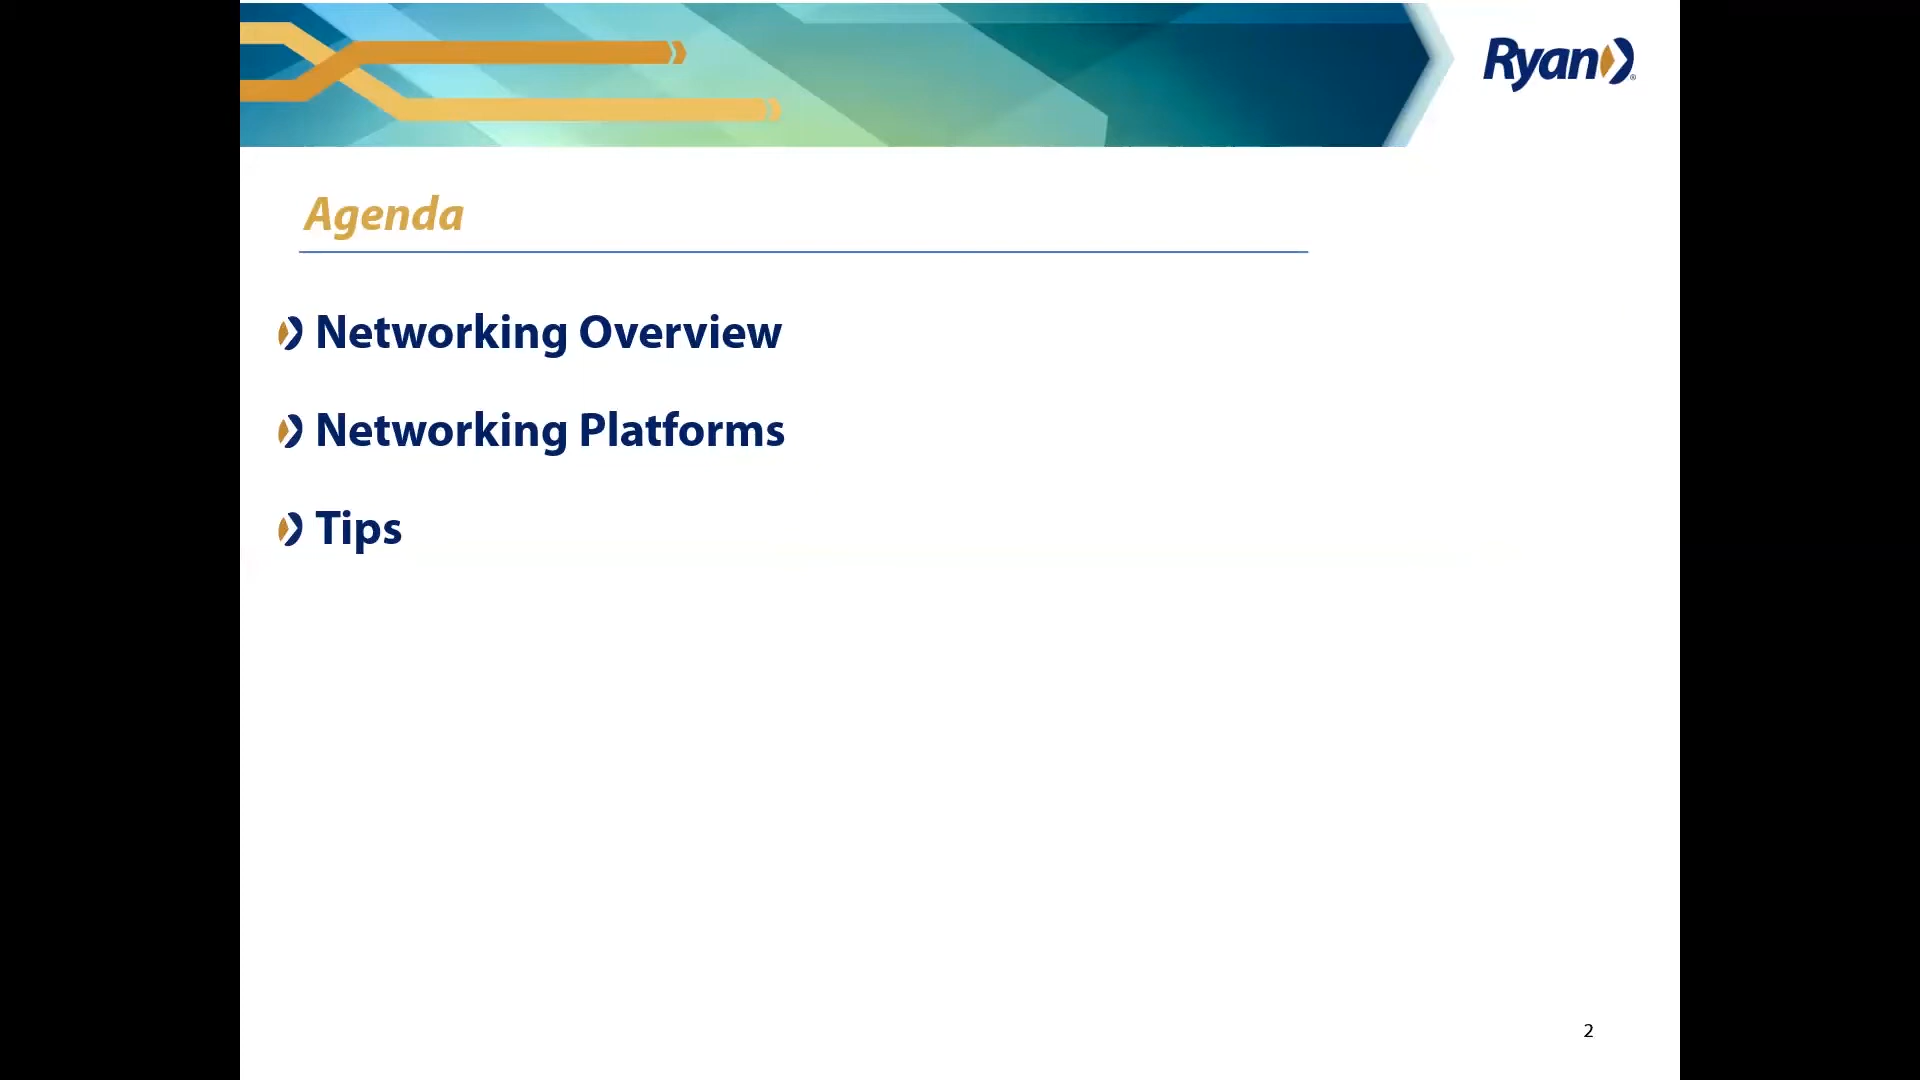 Ryan
Agenda
Networking Overview
Networking Platforms
Tips
2